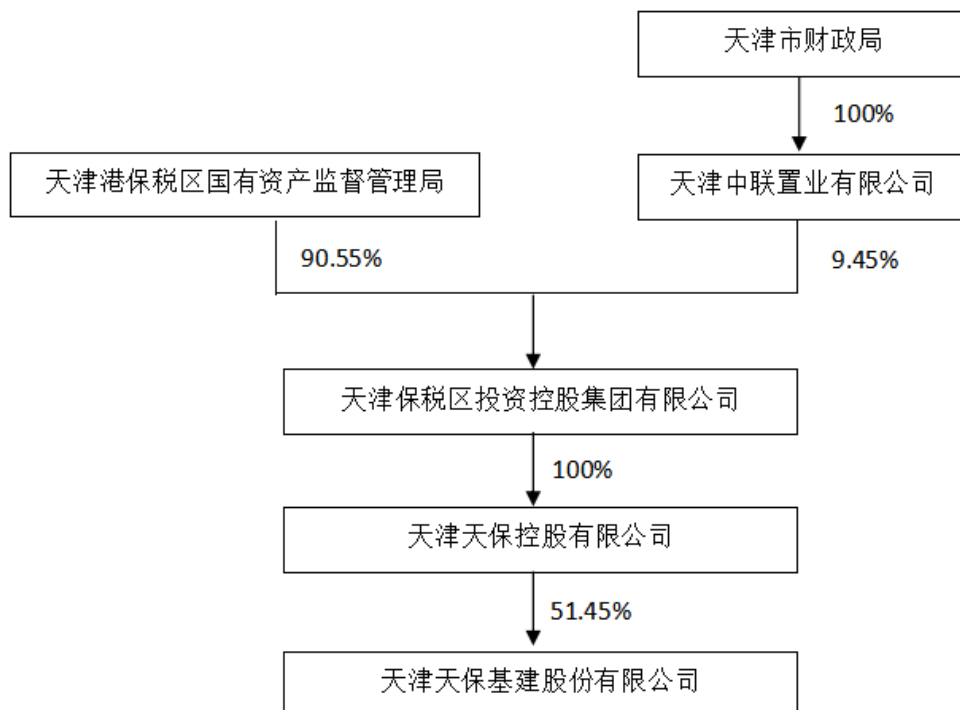 天津市财政局
100%
天津港保税区国有资产监督管理局
天津中联置业有限公司
90.55%
9.45%
天津保税区投资控股集团有限公司
100%
天津天保控股有限公司
51.45%
天津天保基建股份有限公司